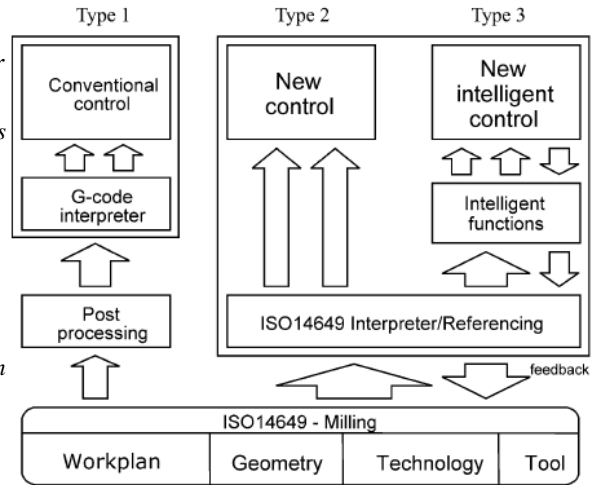 Type 1
Type 2
Type 3
r
s
n
Conventional
control
G-code
interpreter
Post
processing
New
control
New
intelligent
control
Intelligent
functions
ISO14649 Interpreter/Referencing
feedback
ISO14649 - Milling
Workplan
Geometry
Technology
Tool